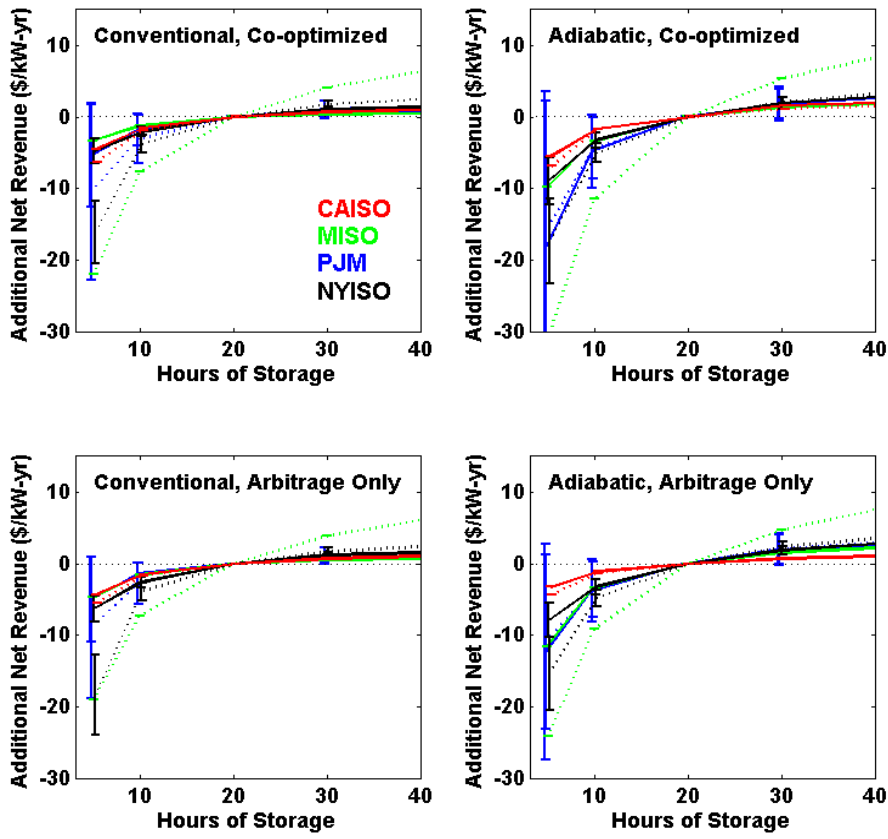 Conventional, Co-optimized
15
0
-10
-20
-30
10
20
30
40
Additional Net Revenue ($/kW-yr)
Hours of Storage
CAISO
MISO
PJM
NYISO
Adiabatic, Co-optimized
15
0
-10
-20
-30
10
20
30
40
Additional Net Revenue ($/kW-yr)
Hours of Storage
Conventional, Arbitrage Only
10
0
-10
-20
-30
10
20
30
40
Additional Net Revenue ($/kW-yr)
Hours of Storage
Adiabatic, Arbitrage Only
10
0
-10
-20
-30
10
20
30
40
Additional Net Revenue ($/kW-yr)
Hours of Storage